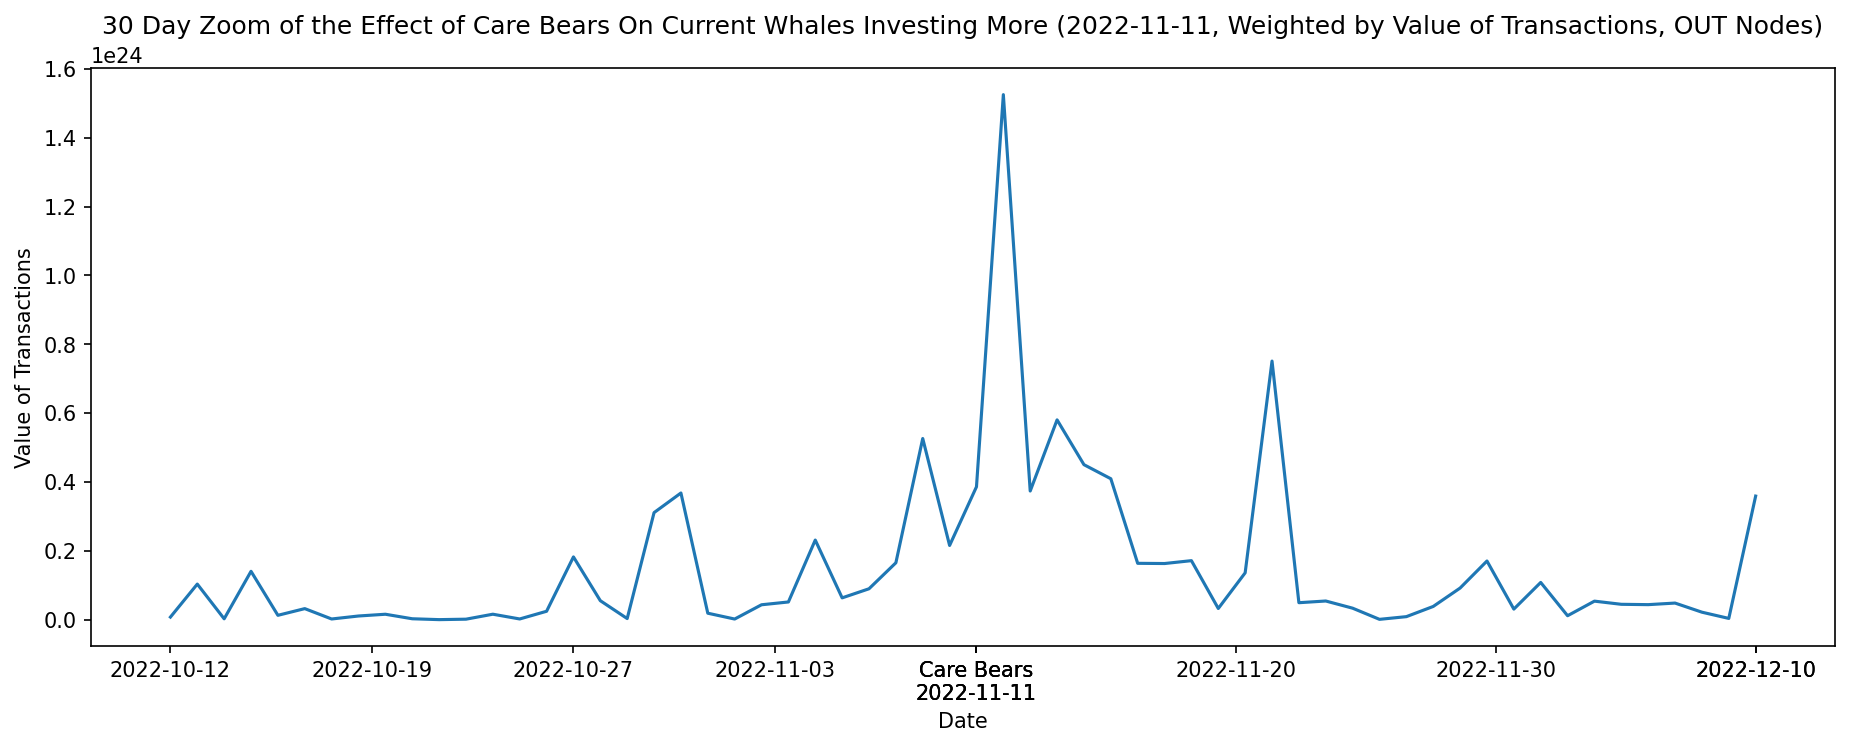 30 Day Zoom of the Effect of Care Bears On Current Whales Investing More (2022-11-11, Weighted by Value of Transactions, OUT Nodes)
1e24
1.6
1.4
1.2
1.0
0.8
0.6
0.4
0.2
0.0
Value of Transactions
2022-10-12 2022-10-19 2022-10-27 2022-11-03 Care Bears 2022-11-20 2022-11-30 2022-12-10
2022-11-11
Date